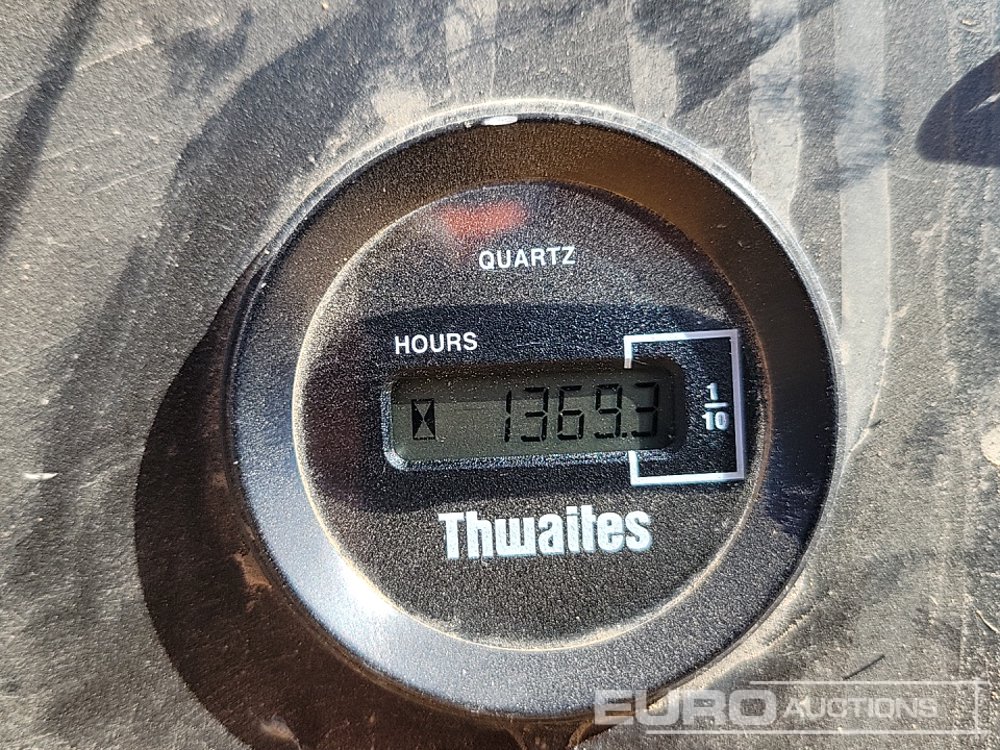 QUARTZ
HOURS
1369.3
1/10
Thwaites
EURO AUCTIONS